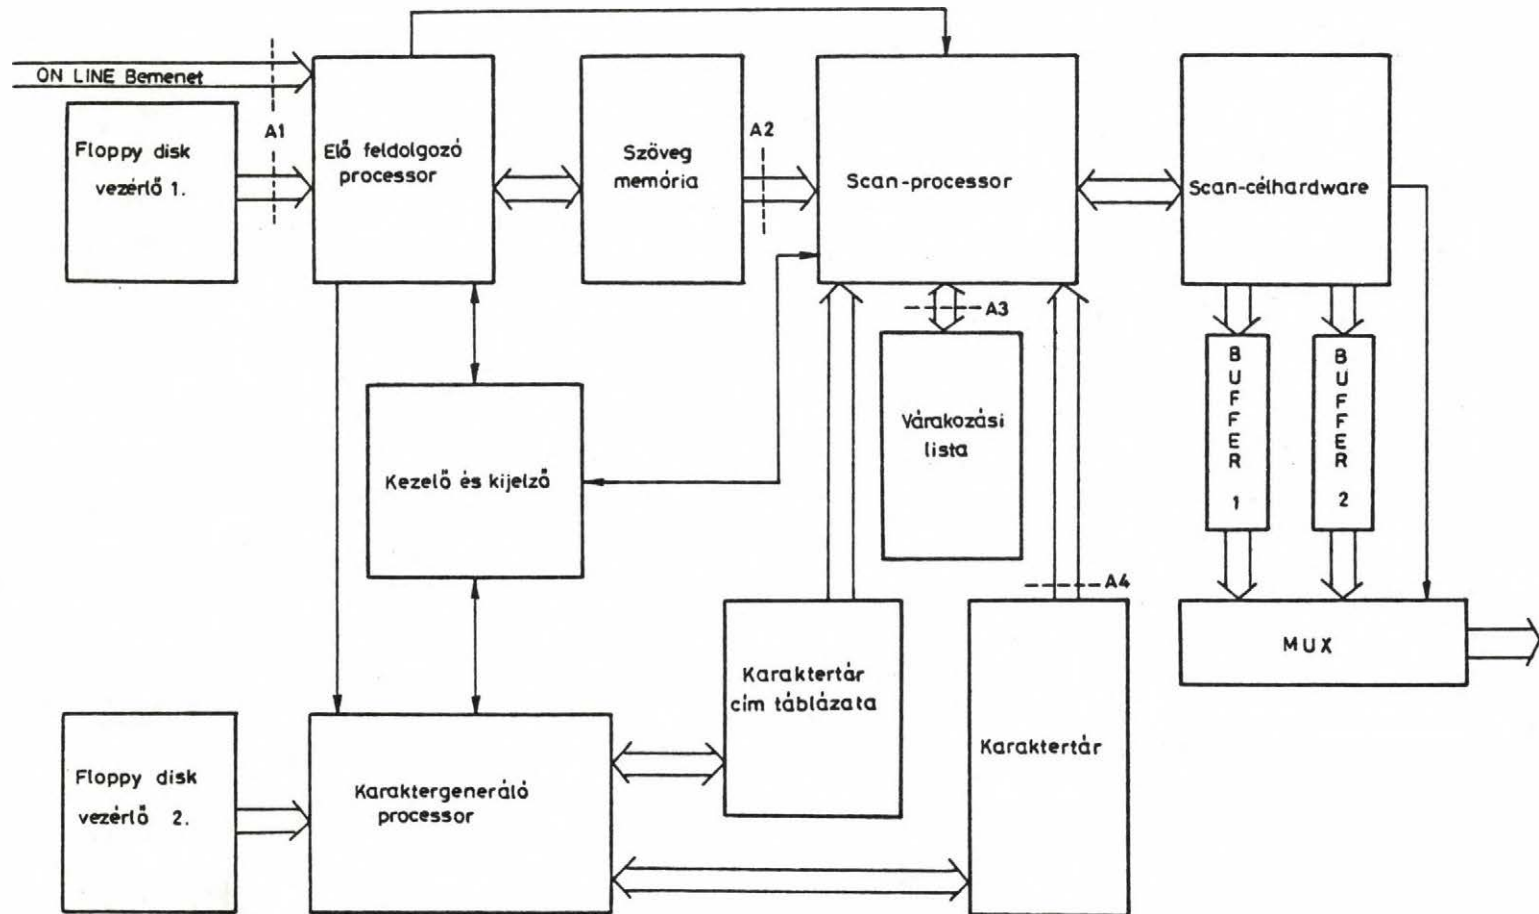 ON LINE Bemenet
A1
Floppy disk
vezérlő 1.
Elő feldolgozó
processor
Szöveg
memória
A2
Scan-processor
Scan-célhardware
A3
Várakozási
lista
BUFFER 1
BUFFER 2
Kezelő és kijelző
A4
MUX
Karaktertár
cím táblázata
Karaktertár
Floppy disk
vezérlő 2.
Karaktergeneráló
processor